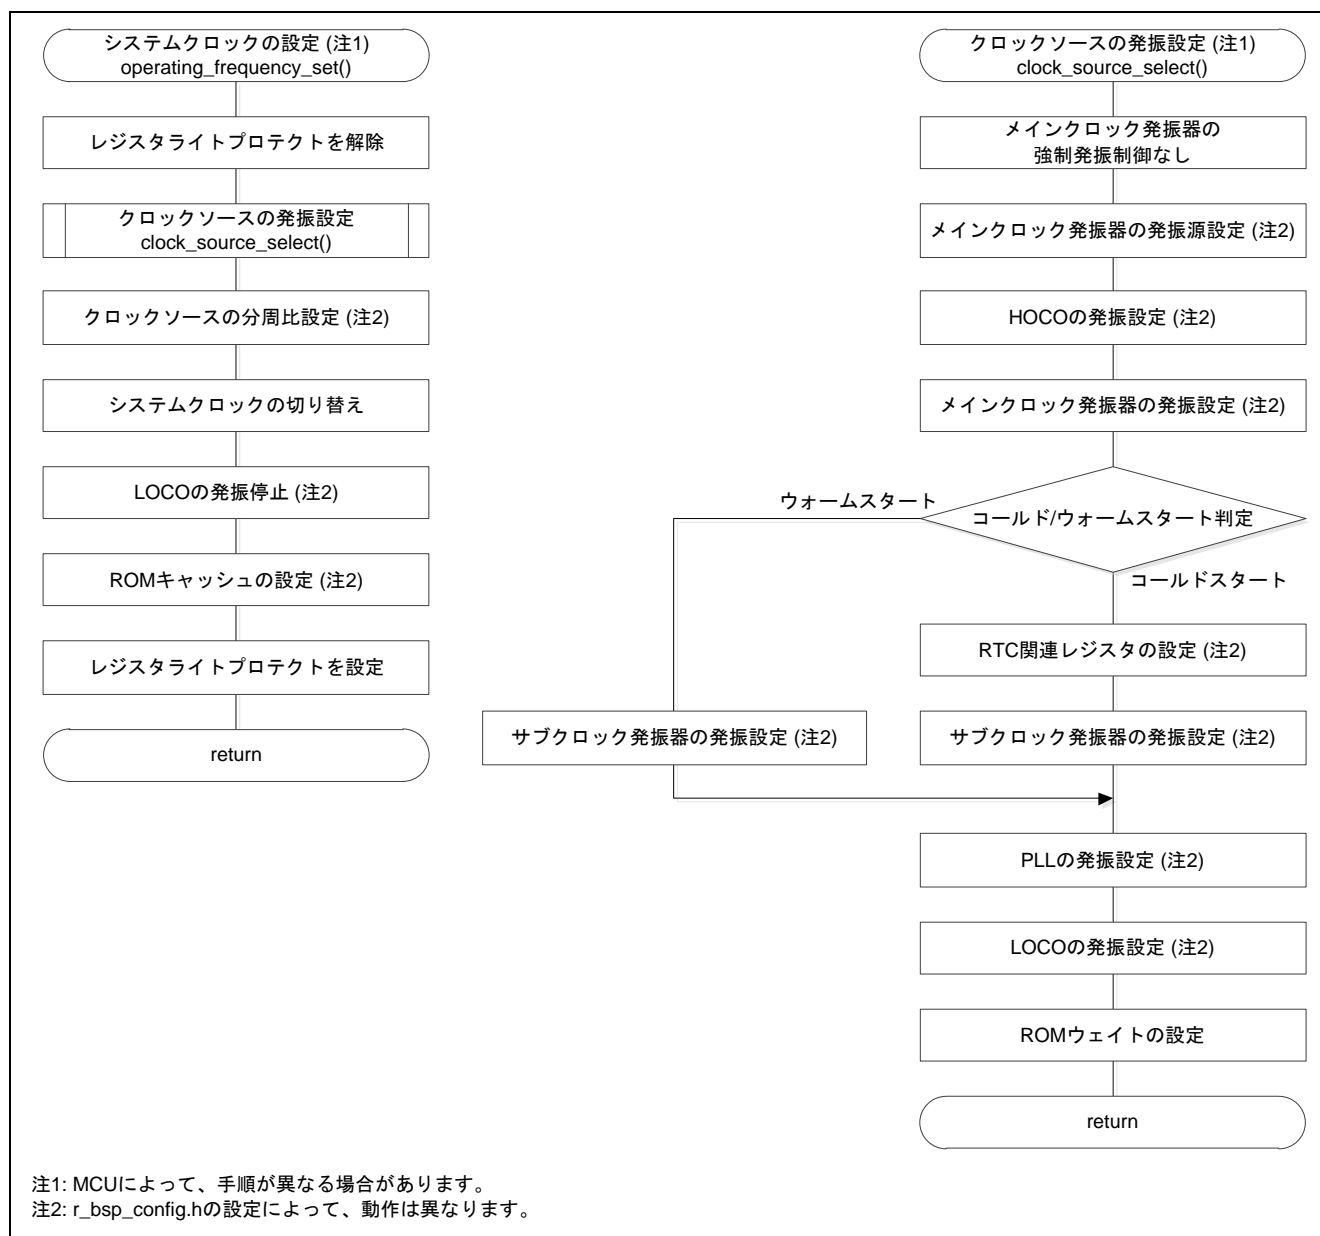 システムクロックの設定 (注1)
operating_frequency_set()
レジスタライトプロテクトを解除
クロックソースの発振設定
clock_source_select()
クロックソースの分周比設定 (注2)
システムクロックの切り替え
LOCOの発振停止 (注2)
ROMキャッシュの設定 (注2)
レジスタライトプロテクトを設定
return
クロックソースの発振設定 (注1)
clock_source_select()
メインクロック発振器の
強制発振制御なし
メインクロック発振器の発振源設定 (注2)
HOCOの発振設定 (注2)
メインクロック発振器の発振設定 (注2)
コールド/ウォームスタート判定
ウォームスタート
コールドスタート
RTC関連レジスタの設定 (注2)
サブクロック発振器の発振設定 (注2)
サブクロック発振器の発振設定 (注2)
PLLの発振設定 (注2)
LOCOの発振設定 (注2)
ROMウェイトの設定
return
注1: MCUによって、手順が異なる場合があります。
注2: r_bsp_config.hの設定によって、動作は異なります。